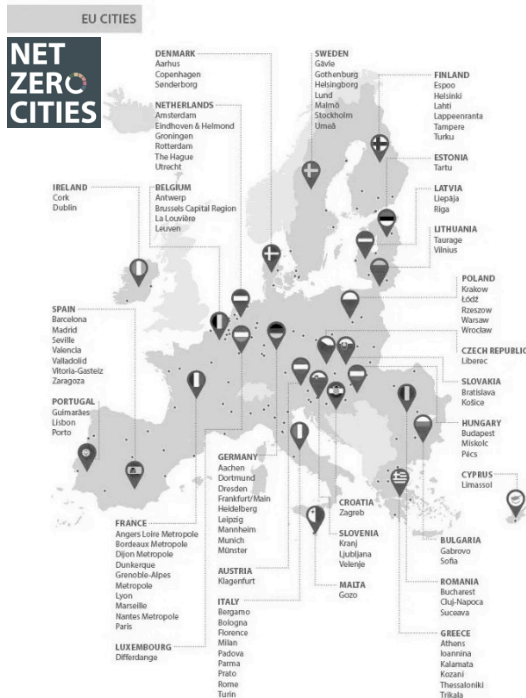 EU CITIES
NET
ZERO
CITIES
DENMARK
Aarhus
Copenhagen
Sønderborg
NETHERLANDS
Amsterdam
Eindhoven & Helmond
Groningen
Rotterdam
The Hague
Utrecht
SWEDEN
Gävle
Gothenburg
Helsingborg
Lund
Malmö
Stockholm
Umeå
FINLAND
Espoo
Helsinki
Lahti
Lappeenranta
Tampere
Turku
ESTONIA
Tartu
LATVIA
Liepāja
Riga
LITHUANIA
Taurage
Vilnius
IRELAND
Cork
Dublin
BELGIUM
Antwerp
Brussels Capital Region
La Louvière
Leuven
POLAND
Krakow
Łódź
Rzeszow
Warsaw
Wrocław
CZECH REPUBLIC
Liberec
SLOVAKIA
Bratislava
Košice
HUNGARY
Budapest
Miskolc
Pécs
SPAIN
Barcelona
Madrid
Seville
Valencia
Valladolid
Vitoria-Gasteiz
Zaragoza
PORTUGAL
Guimarães
Lisbon
Porto
CYPRUS
Limassol
GERMANY
Aachen
Dortmund
Dresden
Frankfurt/Main
Heidelberg
Leipzig
Mannheim
Munich
Münster
AUSTRIA
Klagenfurt
ITALY
Bergamo
Bologna
Florence
Milan
Padova
Parma
Prato
Rome
Turin
CROATIA
Zagreb
SLOVENIA
Kranj
Ljubljana
Velenje
MALTA
Gozo
BULGARIA
Gabrovo
Sofia
ROMANIA
Bucharest
Cluj-Napoca
Suceava
GREECE
Athens
Ioannina
Kalamata
Kozani
Thessaloniki
Trikala
FRANCE
Angers Loire Metropole
Bordeaux Metropole
Dijon Metropole
Dunkerque
Grenoble-Alpes
Metropole
Lyon
Marseille
Nantes Metropole
Paris
LUXEMBOURG
Differdange